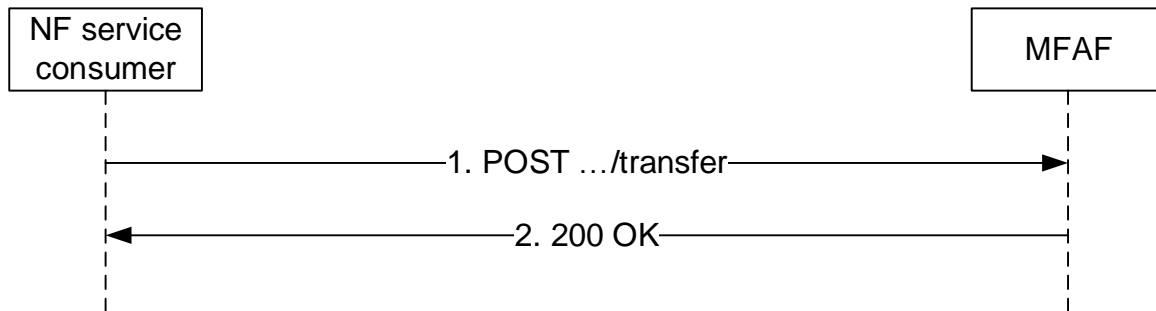 NF service
consumer
MFAF
1. POST …/transfer
2. 200 OK